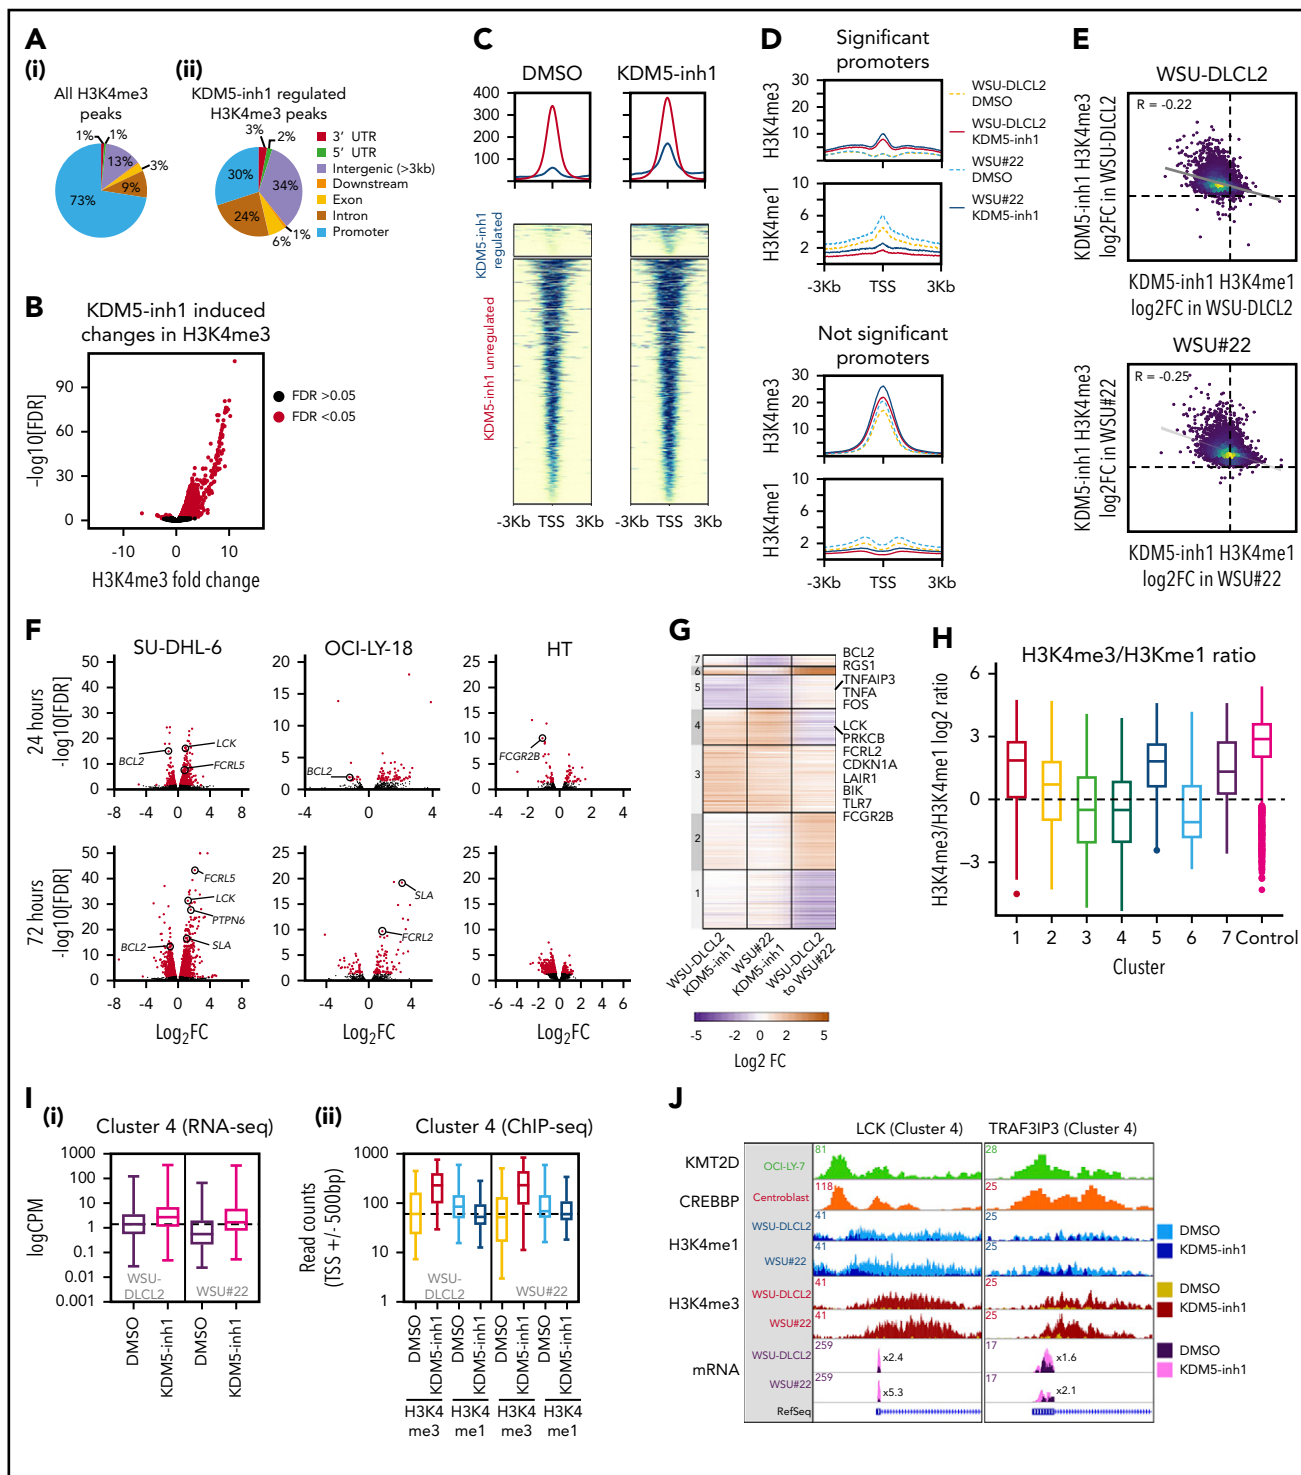 A
(i)
All H3K4me3
peaks
1%
1%
13%
3%
9%
73%
(ii)
KDM5-inh1 regulated
H3K4me3 peaks
3%
2%
30%
34%
24%
1%
6%
3' UTR
5' UTR
Intergenic (>3kb)
Downstream
Exon
Intron
Promoter
B
KDM5-inh1 induced
changes in H3K4me3
90
60
30
0
-log10[FDR]
-10
0
10
H3K4me3 fold change
FDR >0.05
FDR <0.05
C
DMSO
KDM5-inh1
400
300
200
100
KDM5-inh1
regulated
KDM5-inh1 unregulated
-3Kb TSS 3Kb
-3Kb TSS 3Kb
D
Significant
promoters
H3K4me3
30
20
10
H3K4me1
10
6
2
-3Kb
TSS
3Kb
WSU-DLCL2
DMSO
WSU-DLCL2
KDM5-inh1
WSU#22
DMSO
WSU#22
KDM5-inh1
Not significant
promoters
H3K4me3
30
20
10
H3K4me1
10
6
2
-3Kb
TSS
3Kb
E
WSU-DLCL2
R = -0.22
KDM5-inh1 H3K4me3
log2FC in WSU-DLCL2
KDM5-inh1 H3K4me1
log2FC in WSU-DLCL2
WSU#22
R = -0.25
KDM5-inh1 H3K4me3
log2FC in WSU#22
KDM5-inh1 H3K4me1
log2FC in WSU#22
F
SU-DHL-6
OCI-LY-18
HT
24 hours
-log10[FDR]
50
40
30
20
10
0
BCL2
LCK
FCRL5
-8 -4 0 4 8
20
15
10
5
0
BCL2
-4 -2 0 2 4
50
40
30
20
10
0
FCGR2B
-4 -2 0 2 4
72 hours
-log10[FDR]
50
40
30
20
10
0
FCRL5
LCK
PTPN6
BCL2
SLA
-8 -4 0 4 8
Log2FC
25
20
15
10
5
0
SLA
FCRL2
-4 0 4
Log2FC
50
40
30
20
10
0
-6 -4 -2 0 2 4 6
Log2FC
G
7
6
5
4
3
2
1
BCL2
RGS1
TNFAIP3
TNFA
FOS
LCK
PRKCB
FCRL2
CDKN1A
LAIR1
BIK
TLR7
FCGR2B
WSU-DLCL2
KDM5-inh1
WSU#22
KDM5-inh1
WSU-DLCL2
to WSU#22
-5 -2 0 2 5
Log2 FC
H
H3K4me3/H3Kme1 ratio
H3K4me3/H3K4me1 log2 ratio
6
3
0
-3
1 2 3 4 5 6 7 Control
Cluster
I
(i)
Cluster 4 (RNA-seq)
logCPM
1000
100
10
1
0.1
0.01
0.001
WSU-
DLCL2
WSU#22
DMSO
KDM5-inh1
DMSO
KDM5-inh1
(ii)
Cluster 4 (ChIP-seq)
Read counts
(TSS +/- 500bp)
1000
100
10
1
WSU-
DLCL2
WSU#22
DMSO
KDM5-inh1
DMSO
KDM5-inh1
DMSO
KDM5-inh1
DMSO
KDM5-inh1
H3K4
me3
H3K4
me1
H3K4
me3
H3K4
me1
J
LCK (Cluster 4)
TRAF3IP3 (Cluster 4)
KMT2D
OCI-LY-7
81
28
CREBBP
Centroblast
118
25
H3K4me1
WSU-DLCL2
41
25
WSU#22
41
25
DMSO
KDM5-inh1
H3K4me3
WSU-DLCL2
41
25
WSU#22
41
25
DMSO
KDM5-inh1
mRNA
WSU-DLCL2
259
x2.4
17
x1.6
WSU#22
259
x5.3
17
x2.1
DMSO
KDM5-inh1
RefSeq